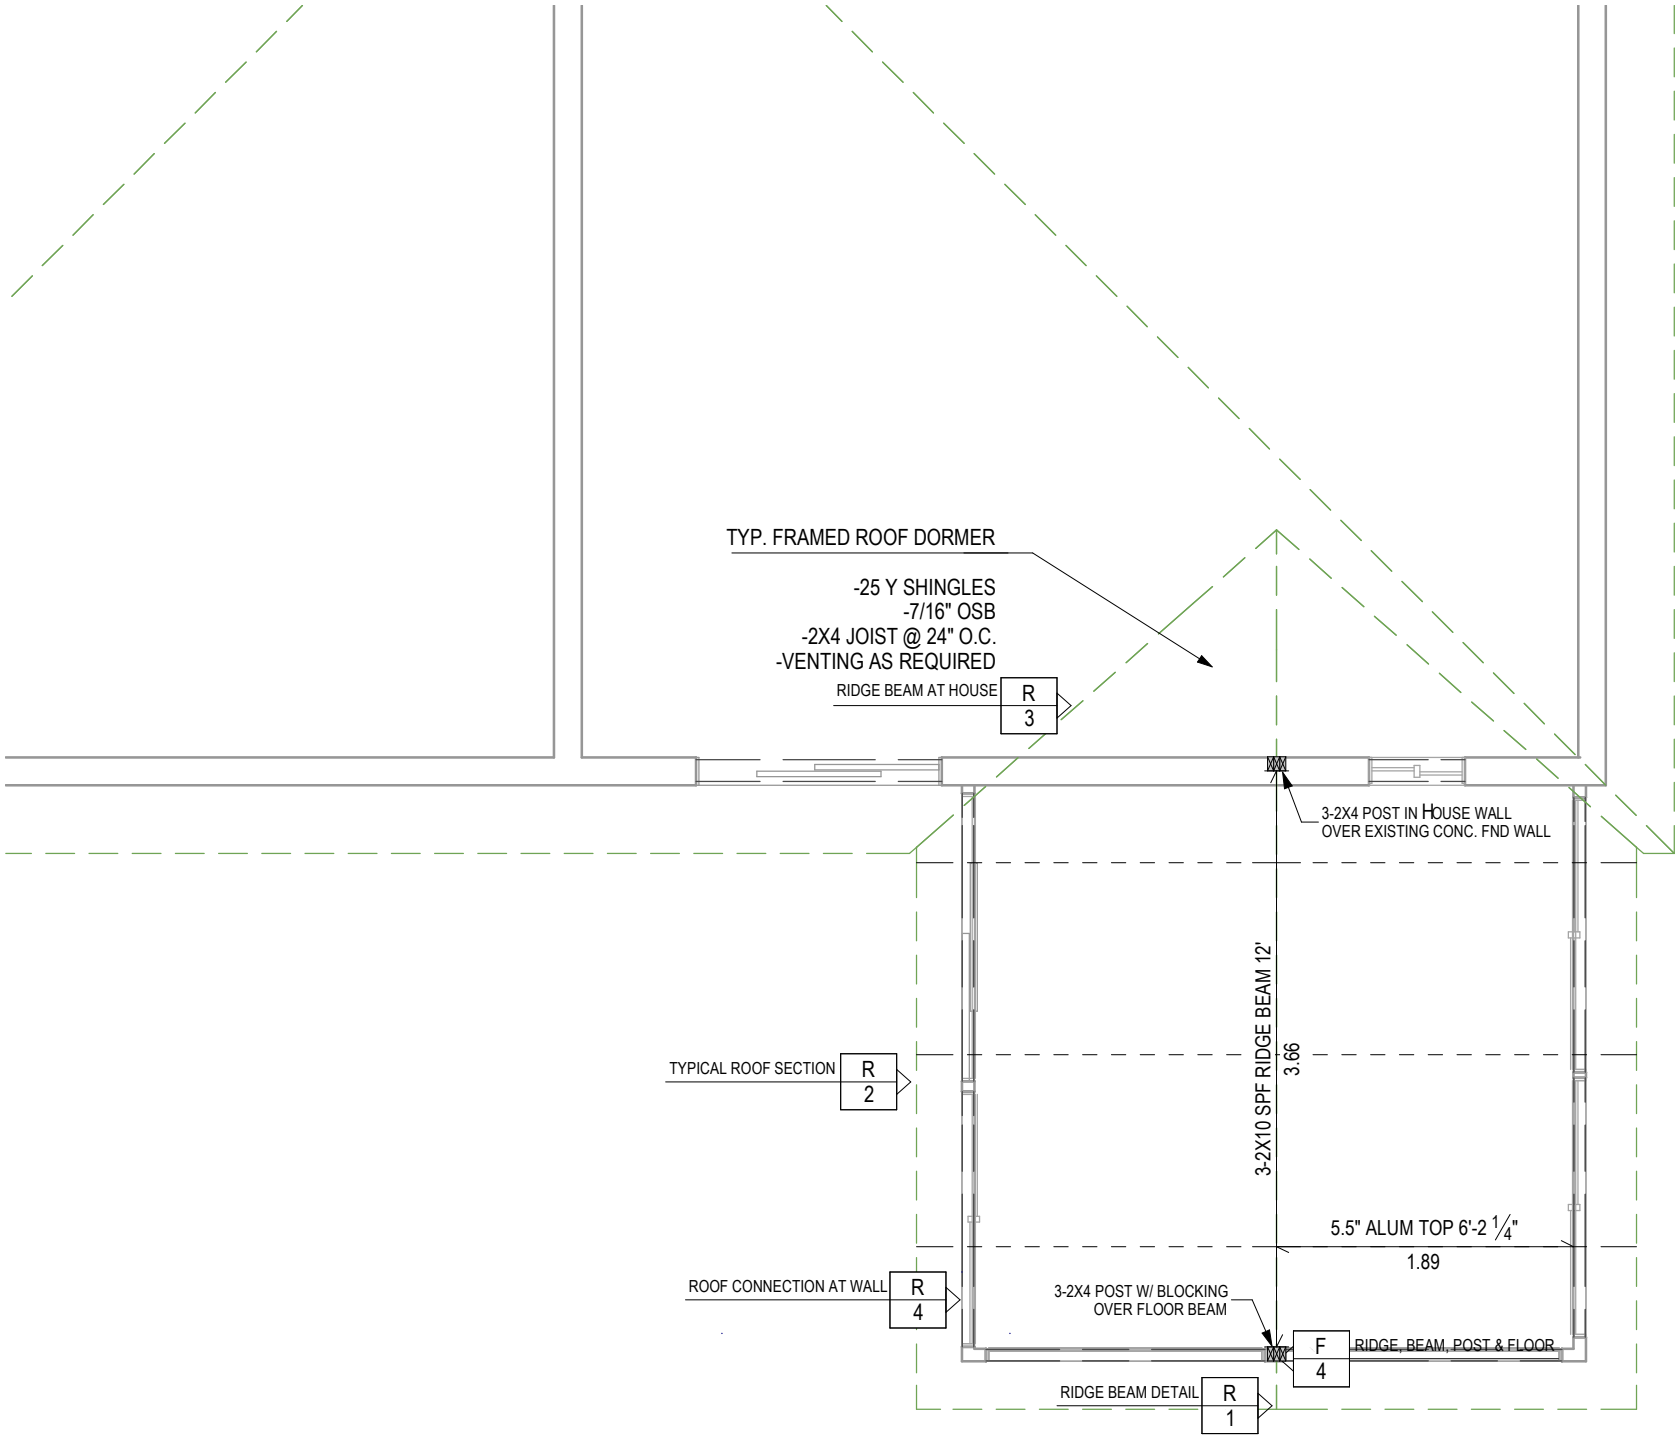 TYP. FRAMED ROOF DORMER
-25 Y SHINGLES
-7/16" OSB
-2X4 JOIST @ 24" O.C.
-VENTING AS REQUIRED
RIDGE BEAM AT HOUSE
R
3
3-2X4 POST IN HOUSE WALL
OVER EXISTING CONC. FND WALL
3-2X10 SPF RIDGE BEAM 12'
3.66
TYPICAL ROOF SECTION
R
2
5.5" ALUM TOP 6'-2 1/4"
1.89
ROOF CONNECTION AT WALL
R
4
3-2X4 POST W/ BLOCKING
OVER FLOOR BEAM
F
4
RIDGE, BEAM, POST & FLOOR
RIDGE BEAM DETAIL
R
1